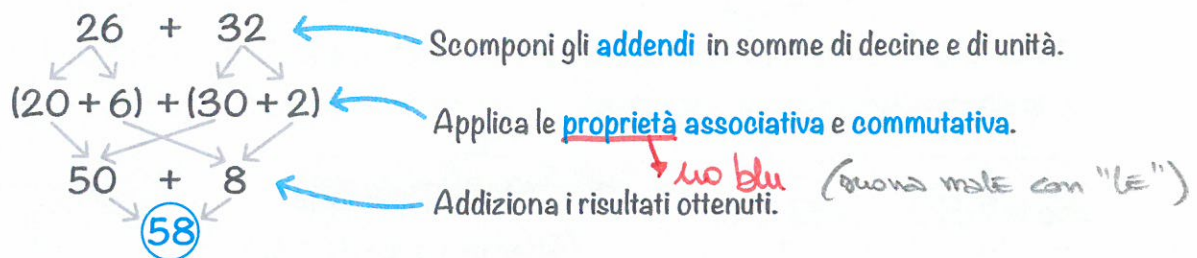 26 + 32
Scomponi gli addendi in somme di decine e di unità.
(20 + 6) + (30 + 2)
Applica le proprietà associativa e commutativa.
no blu (suona male con "le")
50 + 8
Addiziona i risultati ottenuti.
58